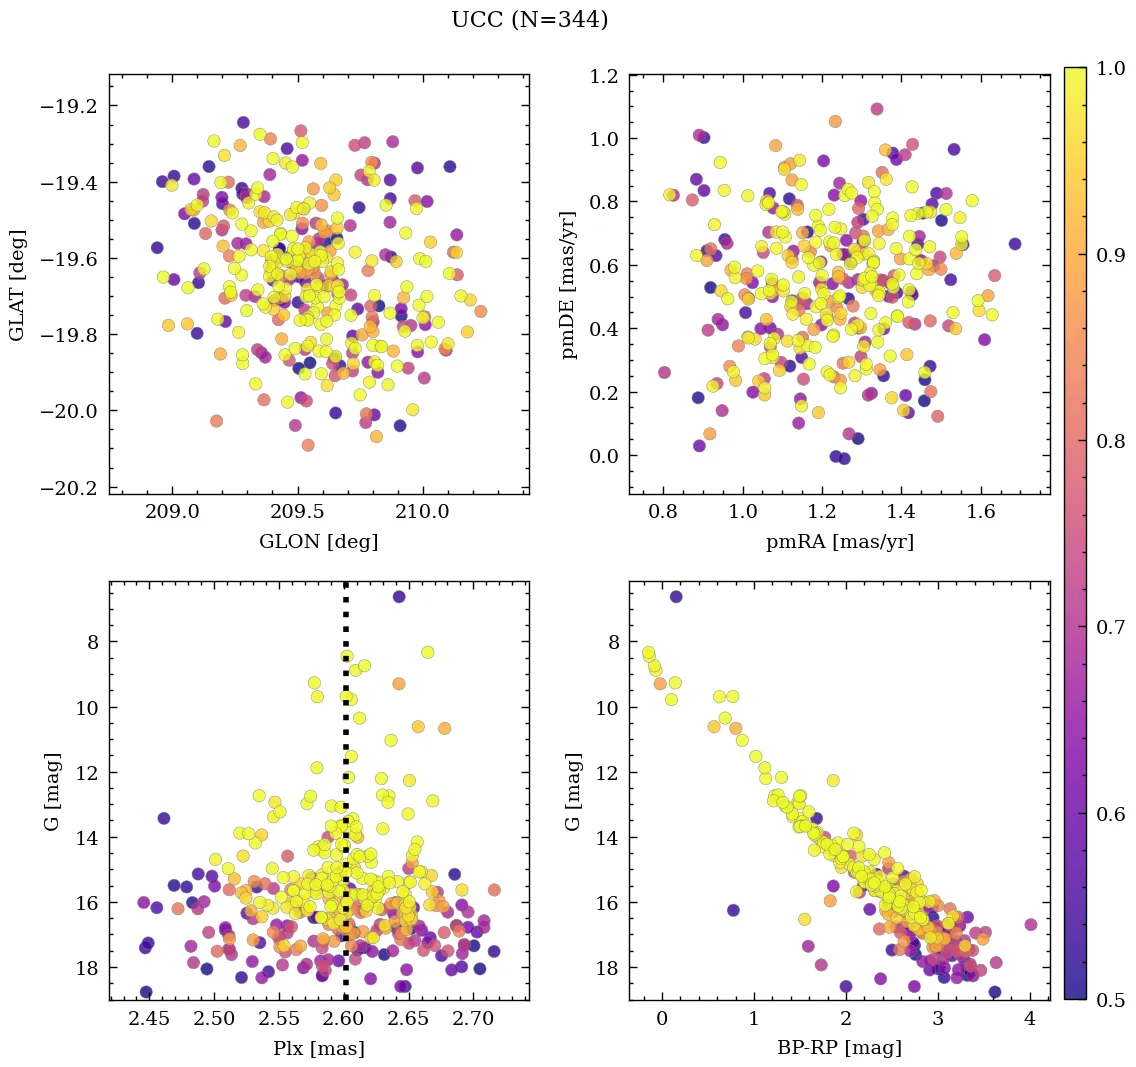 UCC (N=344)
−19.2
−19.4
−19.6
−19.8
−20.0
−20.2
GLAT [deg]
209.0 209.5 210.0
GLON [deg]
1.2
1.0
0.8
0.6
0.4
0.2
0.0
pmDE [mas/yr]
0.8 1.0 1.2 1.4 1.6
pmRA [mas/yr]
8
10
12
14
16
18
G [mag]
2.45 2.50 2.55 2.60 2.65 2.70
Plx [mas]
8
10
12
14
16
18
G [mag]
0 1 2 3 4
BP-RP [mag]
1.0
0.9
0.8
0.7
0.6
0.5